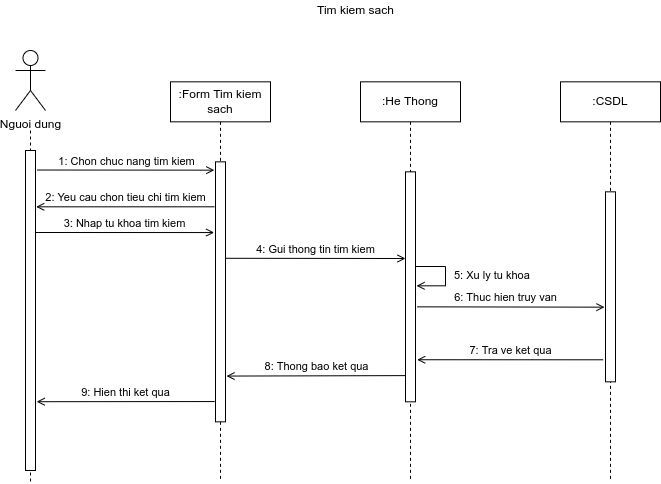 Tim kiem sach
Nguoi dung
:Form Tim kiem
sach
:He Thong
:CSDL
1: Chon chuc nang tim kiem
2: Yeu cau chon tieu chi tim kiem
3: Nhap tu khoa tim kiem
4: Gui thong tin tim kiem
5: Xu ly tu khoa
6: Thuc hien truy van
7: Tra ve ket qua
8: Thong bao ket qua
9: Hien thi ket qua